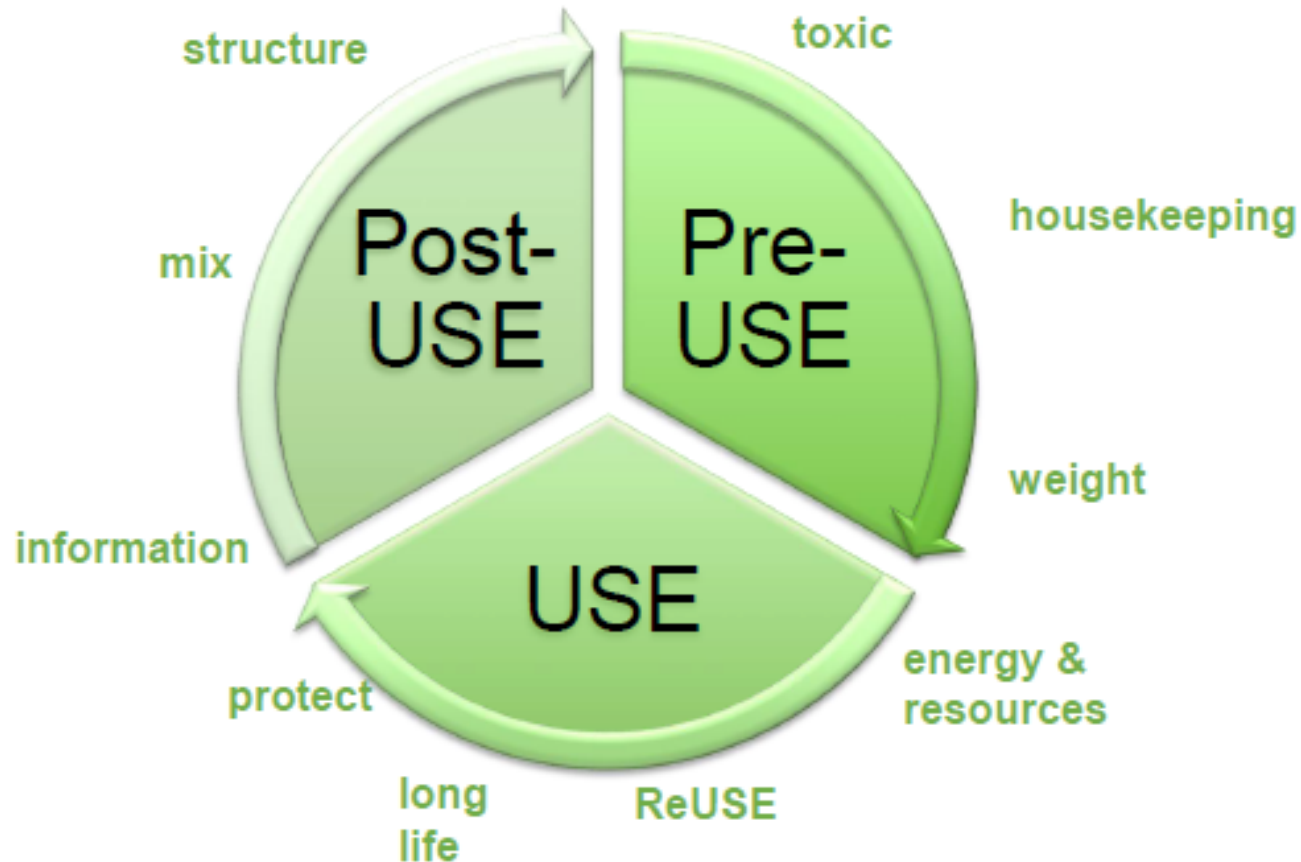 structure
toxic
Post-
USE
Pre-
USE
housekeeping
mix
weight
information
USE
energy &
resources
protect
long
life
ReUSE